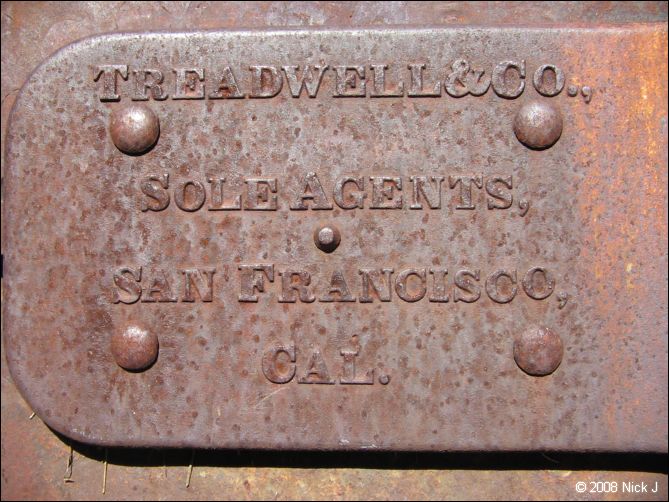 TREADWELL & CO.,
SOLE AGENTS,
SAN FRANCISCO,
CAL.
© 2008 Nick J